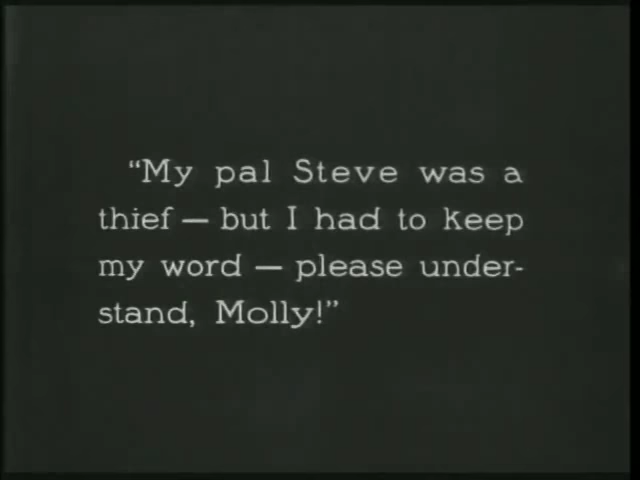 “My pal Steve was a
thief — but I had to keep
my word — please under-
stand, Molly!”